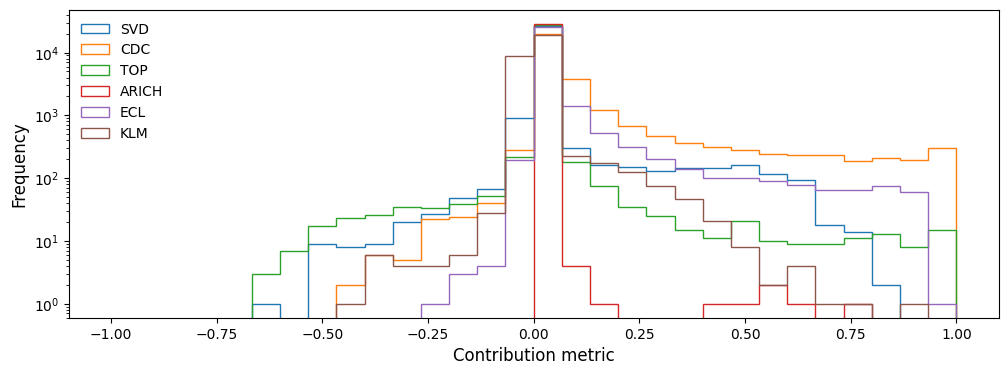 SVD
CDC
TOP
ARICH
ECL
KLM
Frequency
10⁴
10³
10²
10¹
10⁰
−1.00 −0.75 −0.50 −0.25 0.00 0.25 0.50 0.75 1.00
Contribution metric